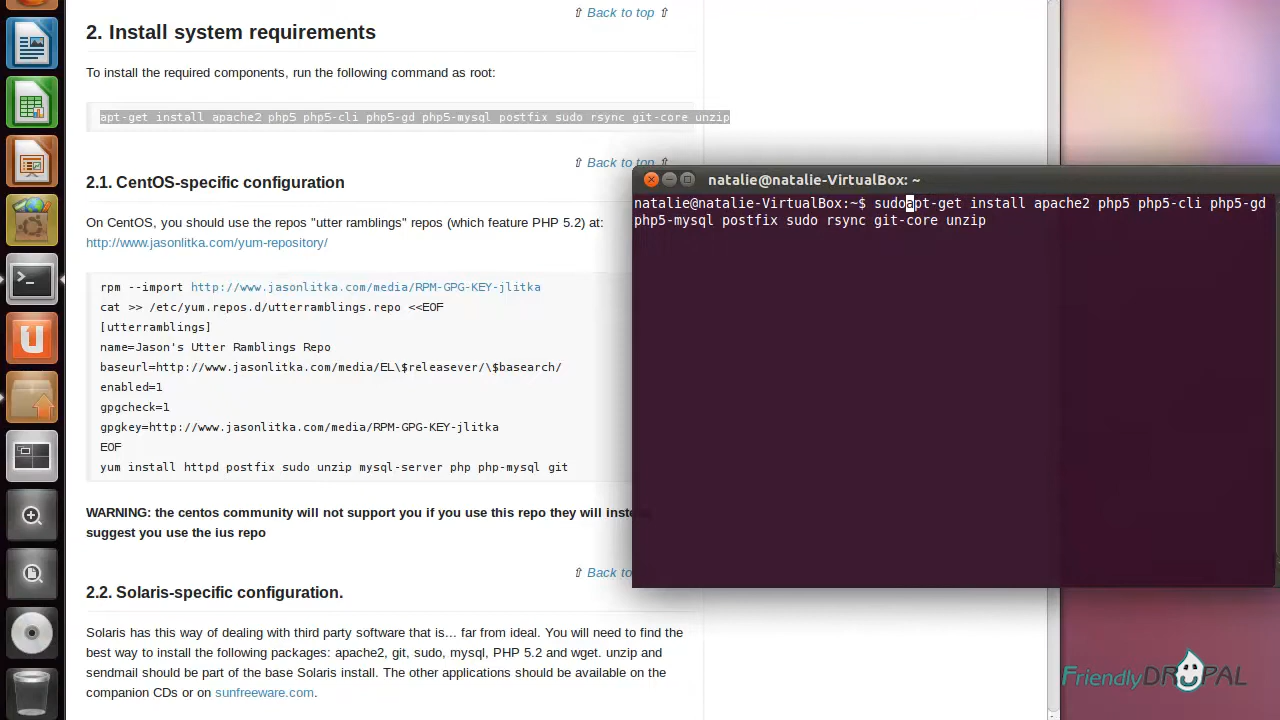 ⇧ Back to top ⇧
2. Install system requirements
To install the required components, run the following command as root:
apt-get install apache2 php5 php5-cli php5-gd php5-mysql postfix sudo rsync git-core unzip
⇧ Back to top ⇧
2.1. CentOS-specific configuration
On CentOS, you should use the repos "utter ramblings" repos (which feature PHP 5.2) at:
http://www.jasonlitka.com/yum-repository/
rpm --import http://www.jasonlitka.com/media/RPM-GPG-KEY-jlitka
cat >> /etc/yum.repos.d/utterramblings.repo <<EOF
[utterramblings]
name=Jason's Utter Ramblings Repo
baseurl=http://www.jasonlitka.com/media/EL\$releasever/\$basearch/
enabled=1
gpgcheck=1
gpgkey=http://www.jasonlitka.com/media/RPM-GPG-KEY-jlitka
EOF
yum install httpd postfix sudo unzip mysql-server php php-mysql git
WARNING: the centos community will not support you if you use this repo they will inste
suggest you use the ius repo
⇧ Back to
2.2. Solaris-specific configuration.
Solaris has this way of dealing with third party software that is... far from ideal. You will need to find the
best way to install the following packages: apache2, git, sudo, mysql, PHP 5.2 and wget. unzip and
sendmail should be part of the base Solaris install. The other applications should be available on the
companion CDs or on sunfreeware.com.
natalie@natalie-VirtualBox: ~
natalie@natalie-VirtualBox:~$ sudoapt-get install apache2 php5 php5-cli php5-gd
php5-mysql postfix sudo rsync git-core unzip
FriendlyDRUPAL